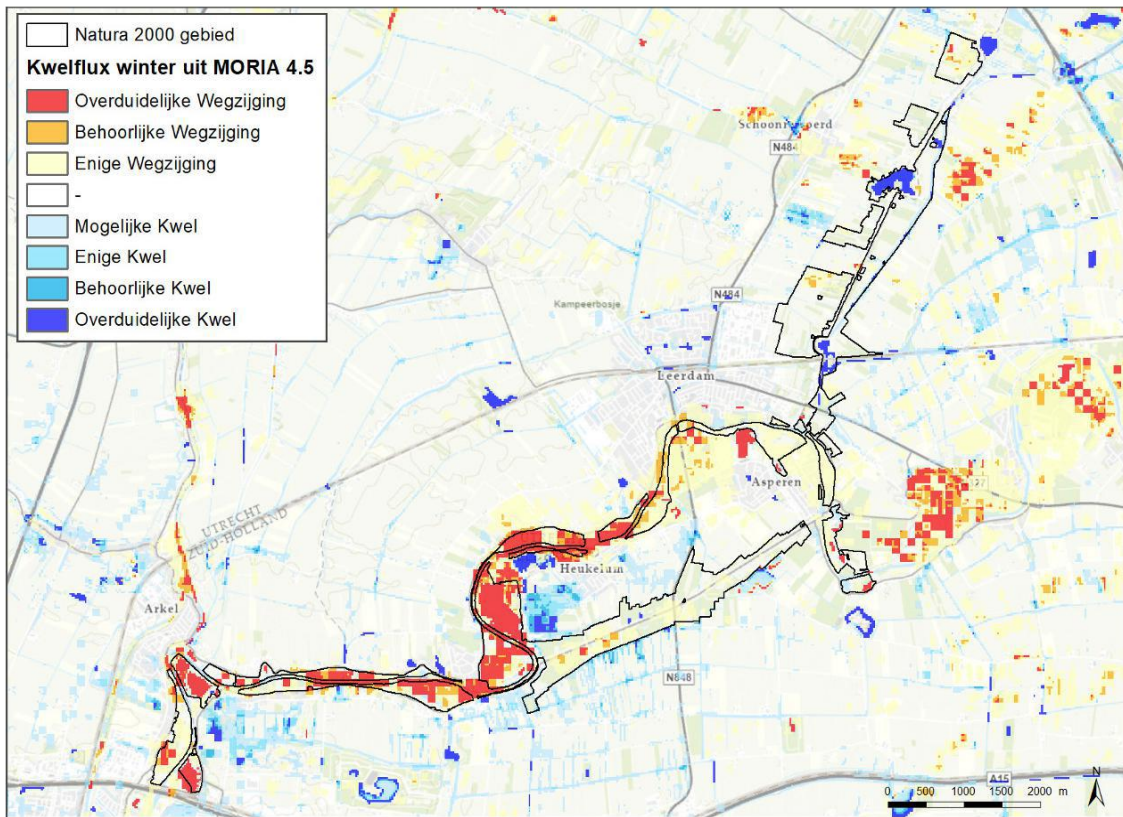 Natura 2000 gebied
Kwelflux winter uit MORIA 4.5
Overduidelijke Wegzijging
Behoorlijke Wegzijging
Enige Wegzijging
-
Mogelijke Kwel
Enige Kwel
Behoorlijke Kwel
Overduidelijke Kwel
N484
Kampeerbosje
N484
Leerdam
Asperen
UTRECHT
ZUID-HOLLAND
Heukelum
Arkel
N848
A15
N
0 500 1000 1500 2000 m